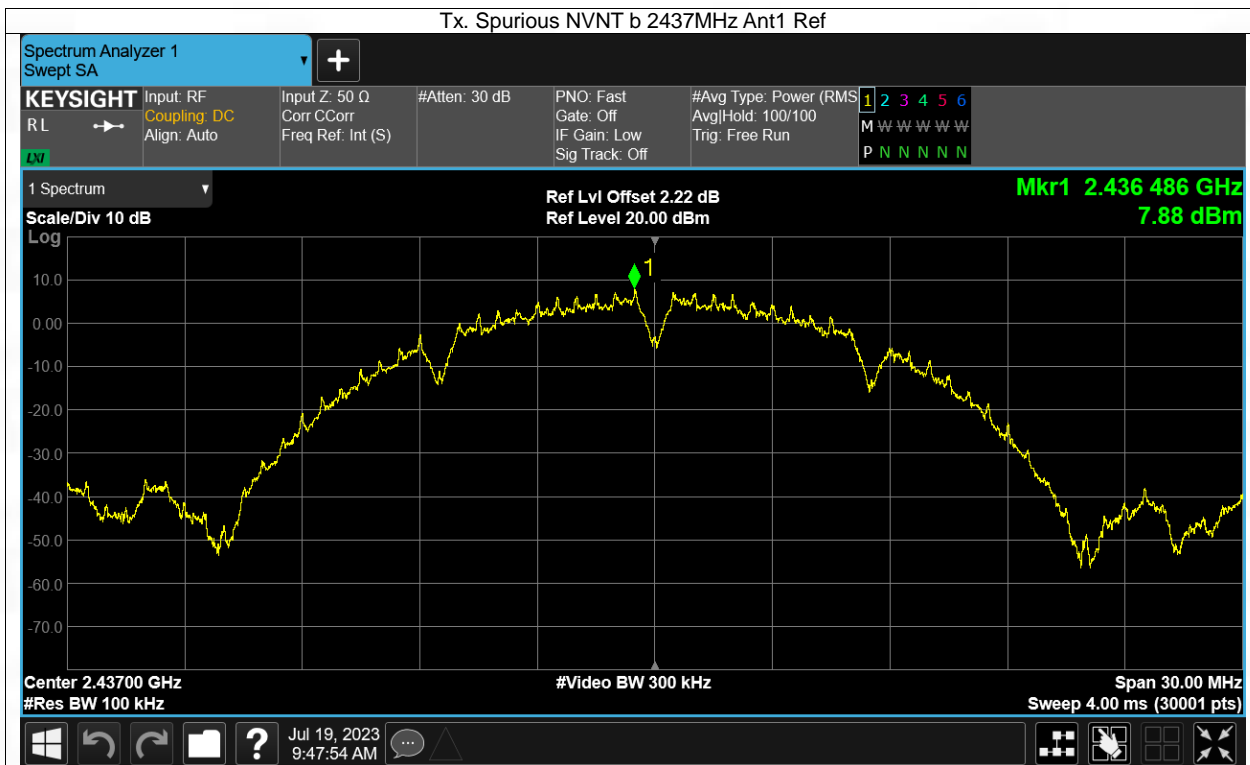 Tx. Spurious NVNT b 2437MHz Ant1 Ref
Spectrum Analyzer 1
Swept SA
KEYSIGHT
RL
LXI
Input: RF
Coupling: DC
Align: Auto
Input Z: 50 Ω
Corr CCorr
Freq Ref: Int (S)
#Atten: 30 dB
PNO: Fast
Gate: Off
IF Gain: Low
Sig Track: Off
#Avg Type: Power (RMS
Avg|Hold: 100/100
Trig: Free Run
1 2 3 4 5 6
M W W W W W
P N N N N N
1 Spectrum
Scale/Div 10 dB
Log
Ref Lvl Offset 2.22 dB
Ref Level 20.00 dBm
Mkr1 2.436 486 GHz
7.88 dBm
1
10.0
0.00
-10.0
-20.0
-30.0
-40.0
-50.0
-60.0
-70.0
Center 2.43700 GHz
#Res BW 100 kHz
#Video BW 300 kHz
Span 30.00 MHz
Sweep 4.00 ms (30001 pts)
?
Jul 19, 2023
9:47:54 AM